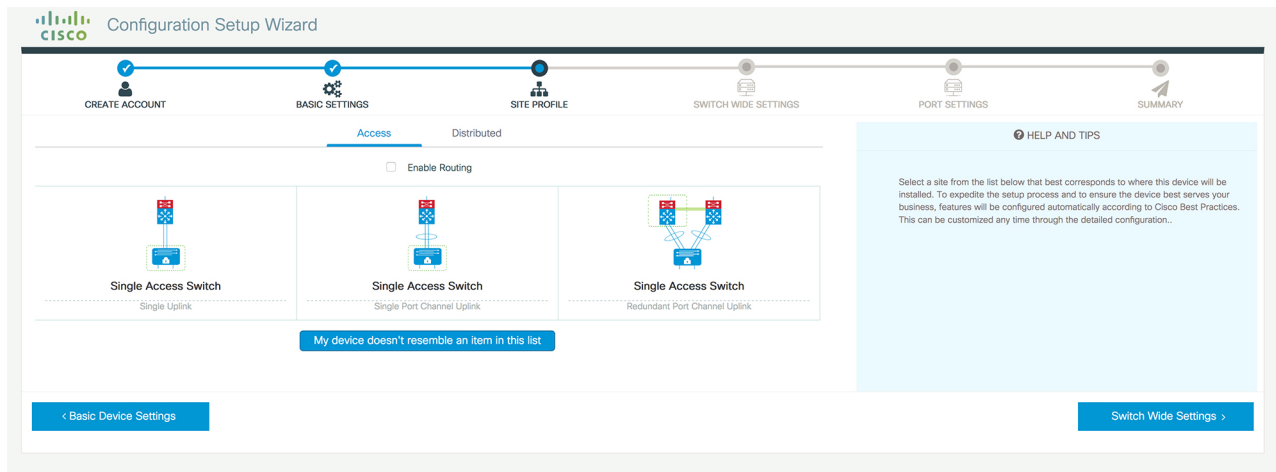 CISCO
Configuration Setup Wizard
CREATE ACCOUNT
BASIC SETTINGS
SITE PROFILE
SWITCH WIDE SETTINGS
PORT SETTINGS
SUMMARY
Access
Distributed
Enable Routing
Single Access Switch
Single Uplink
Single Access Switch
Single Port Channel Uplink
Single Access Switch
Redundant Port Channel Uplink
My device doesn't resemble an item in this list
? HELP AND TIPS
Select a site from the list below that best corresponds to where this device will be
installed. To expedite the setup process and to ensure the device best serves your
business, features will be configured automatically according to Cisco Best Practices.
This can be customized any time through the detailed configuration..
< Basic Device Settings
Switch Wide Settings >